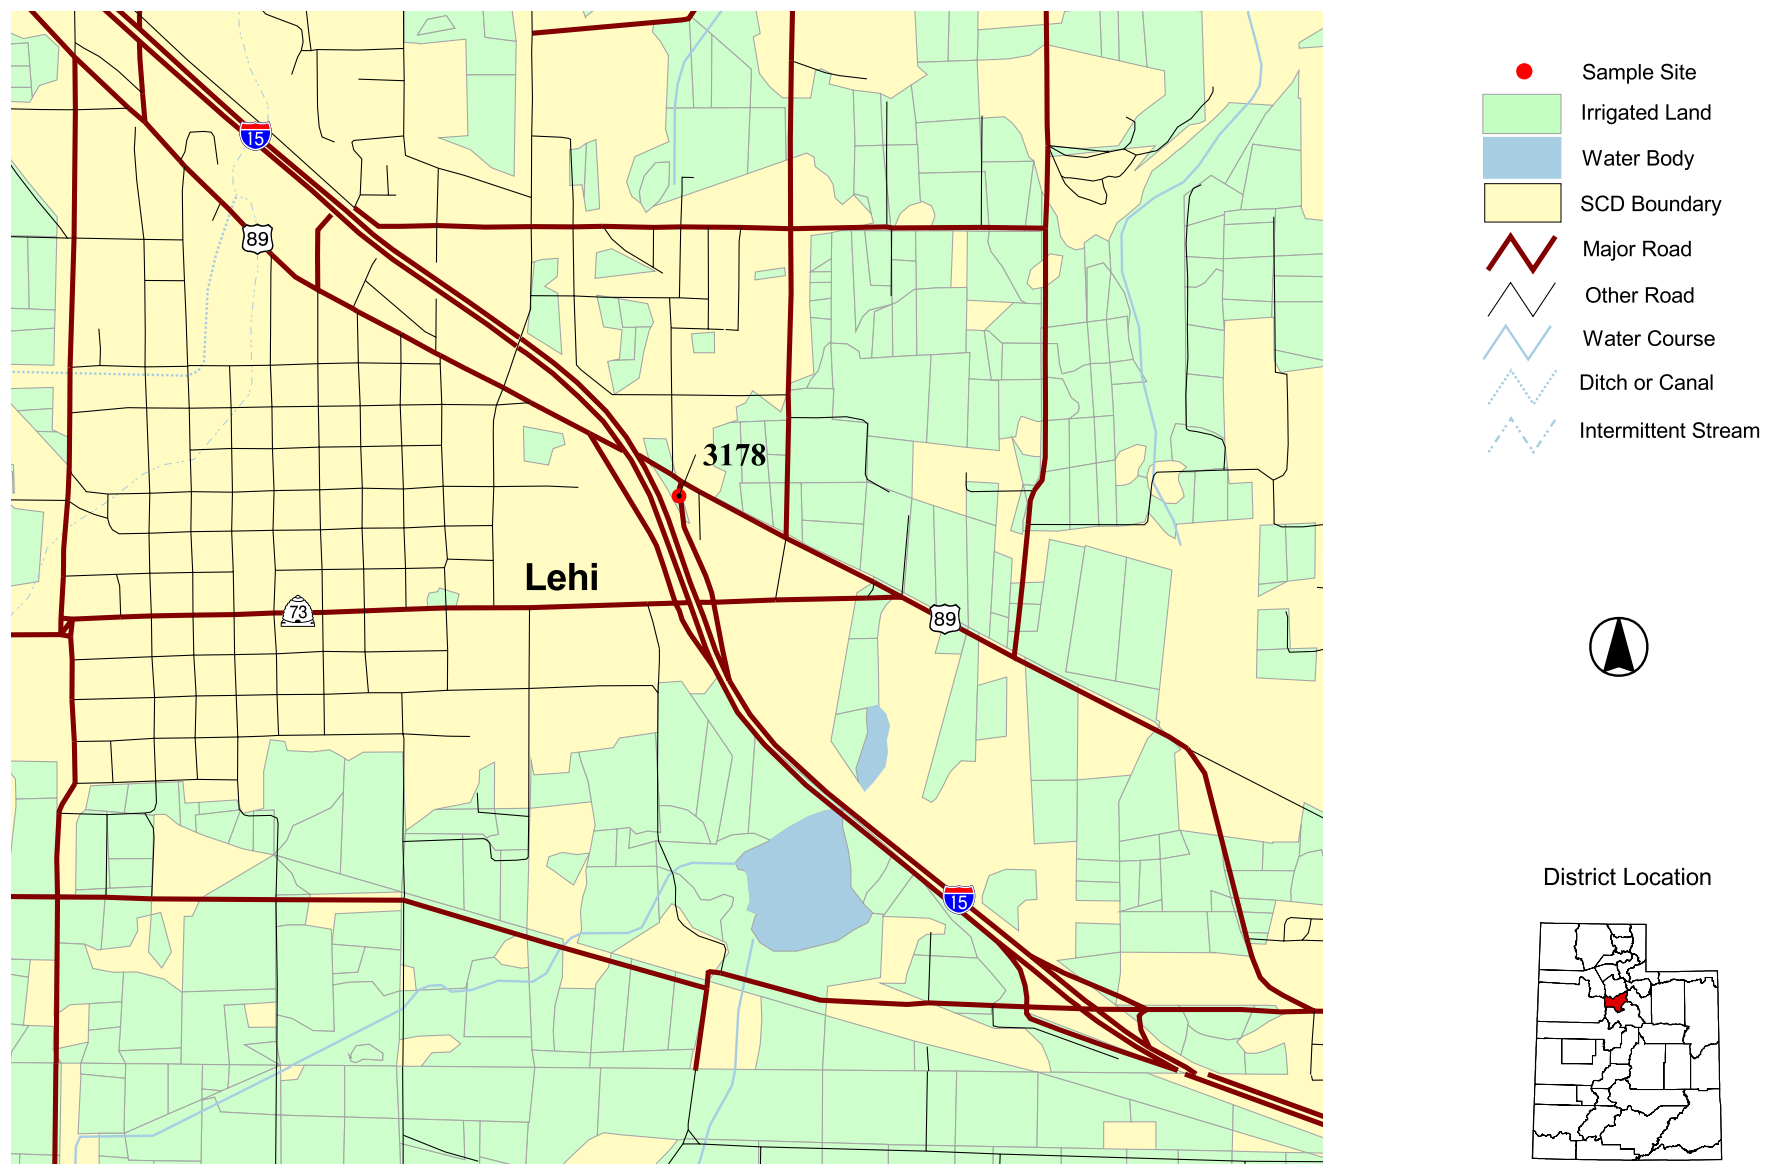 15
89
3178
Lehi
73
89
15
Sample Site
Irrigated Land
Water Body
SCD Boundary
Major Road
Other Road
Water Course
Ditch or Canal
Intermittent Stream
District Location